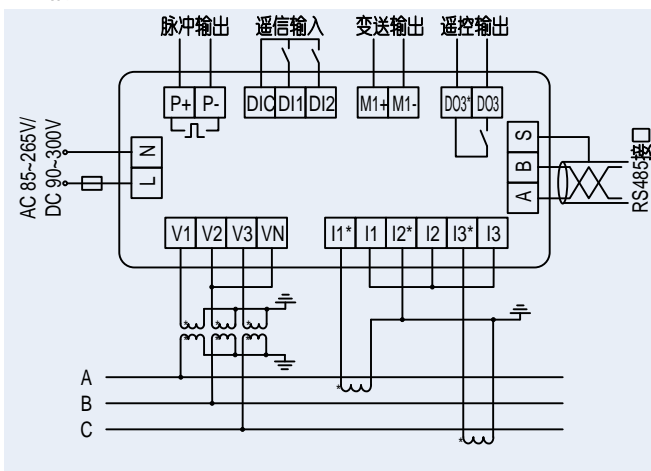 脉冲输出 遥信输入 变送输出 遥控输出
P+ P- DIC DI1 DI2 M1+ M1- DO3* DO3
AC 85~265V/
DC 90~300V
N
L
S
B
A
RS485接口
V1 V2 V3 VN I1* I1 I2* I2 I3* I3
* * *
* * *
A
B
C
*
*